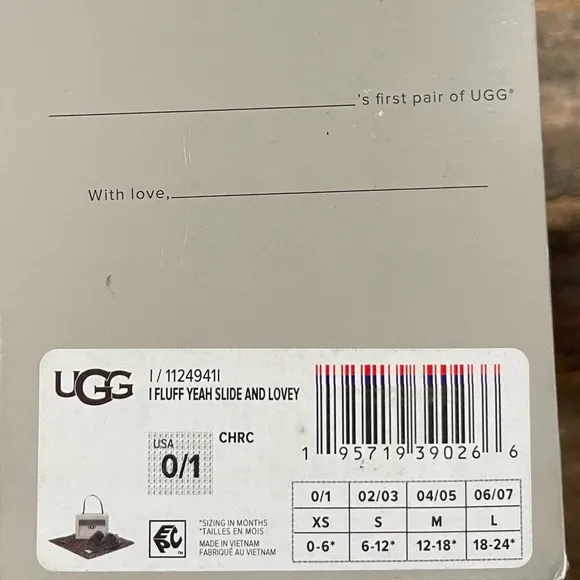 's first pair of UGG®
With love,
UGG
I / 1124941I
I FLUFF YEAH SLIDE AND LOVEY
USA
0/1
CHRC
1 95719 39026 6
*SIZING IN MONTHS
*TAILLES EN MOIS
MADE IN VIETNAM
FABRIQUÉ AU VIETNAM
EPC™
0/1 02/03 04/05 06/07
XS S M L
0-6* 6-12* 12-18* 18-24*